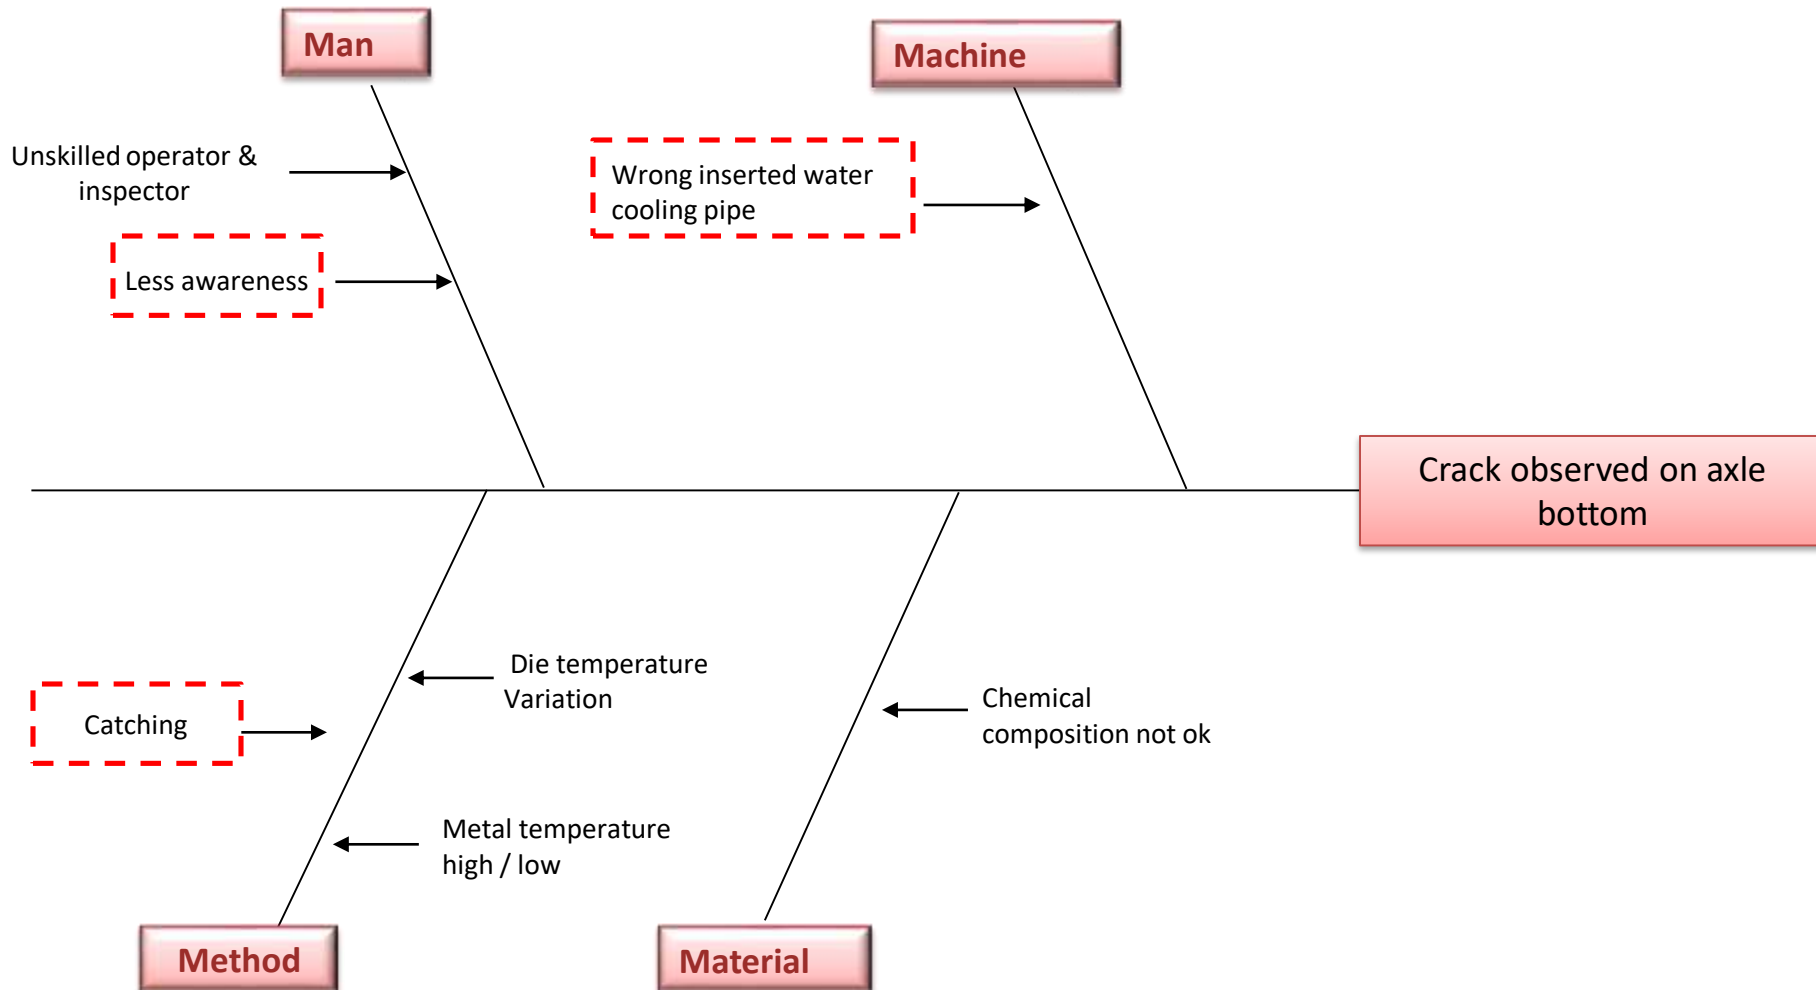 Man
Machine
Unskilled operator &
inspector
Wrong inserted water
cooling pipe
Less awareness
Crack observed on axle
bottom
Die temperature
Variation
Catching
Chemical
composition not ok
Metal temperature
high / low
Method
Material